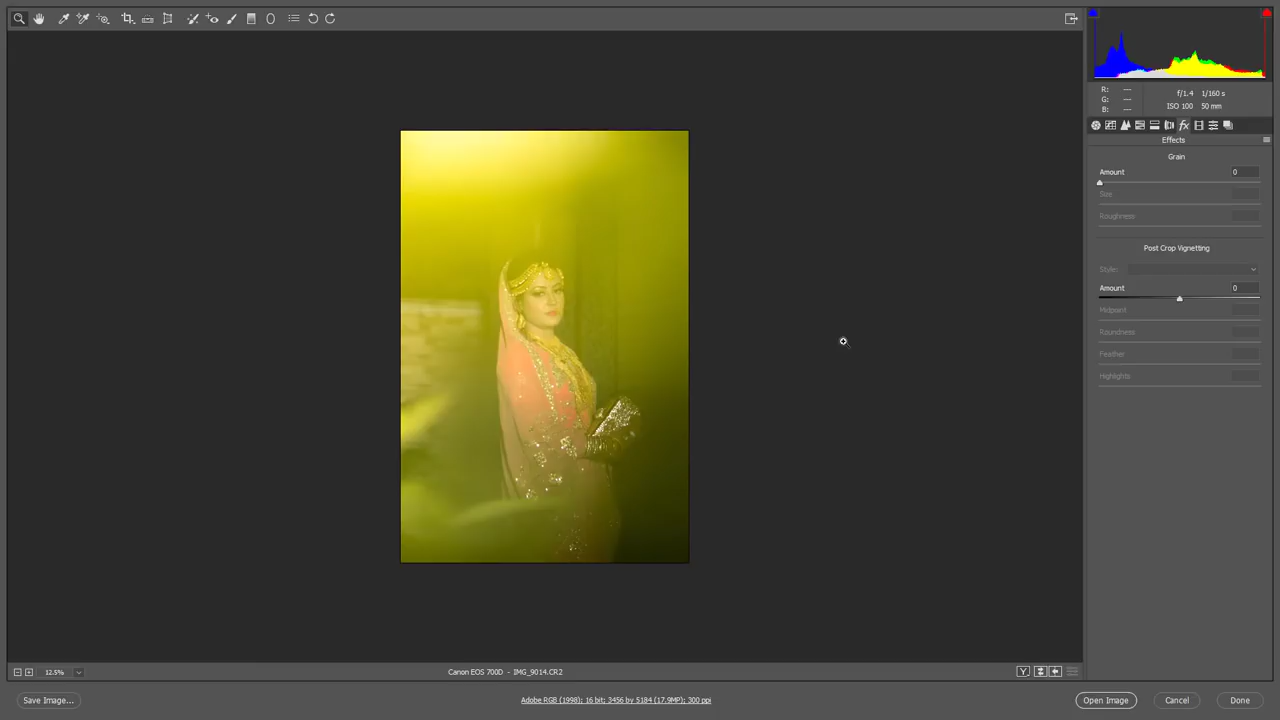 R: ---
G: ---
B: ---
f/1.4 1/160 s
ISO 100 50 mm
fx
Effects
Grain
Amount 0
Size
Roughness
Post Crop Vignetting
Style:
Amount 0
Midpoint
Roundness
Feather
Highlights
12.5%
Canon EOS 700D - IMG_9014.CR2
Y
Save Image...
Adobe RGB (1998); 16 bit; 3456 by 5184 (17.9MP); 300 ppi
Open Image
Cancel
Done